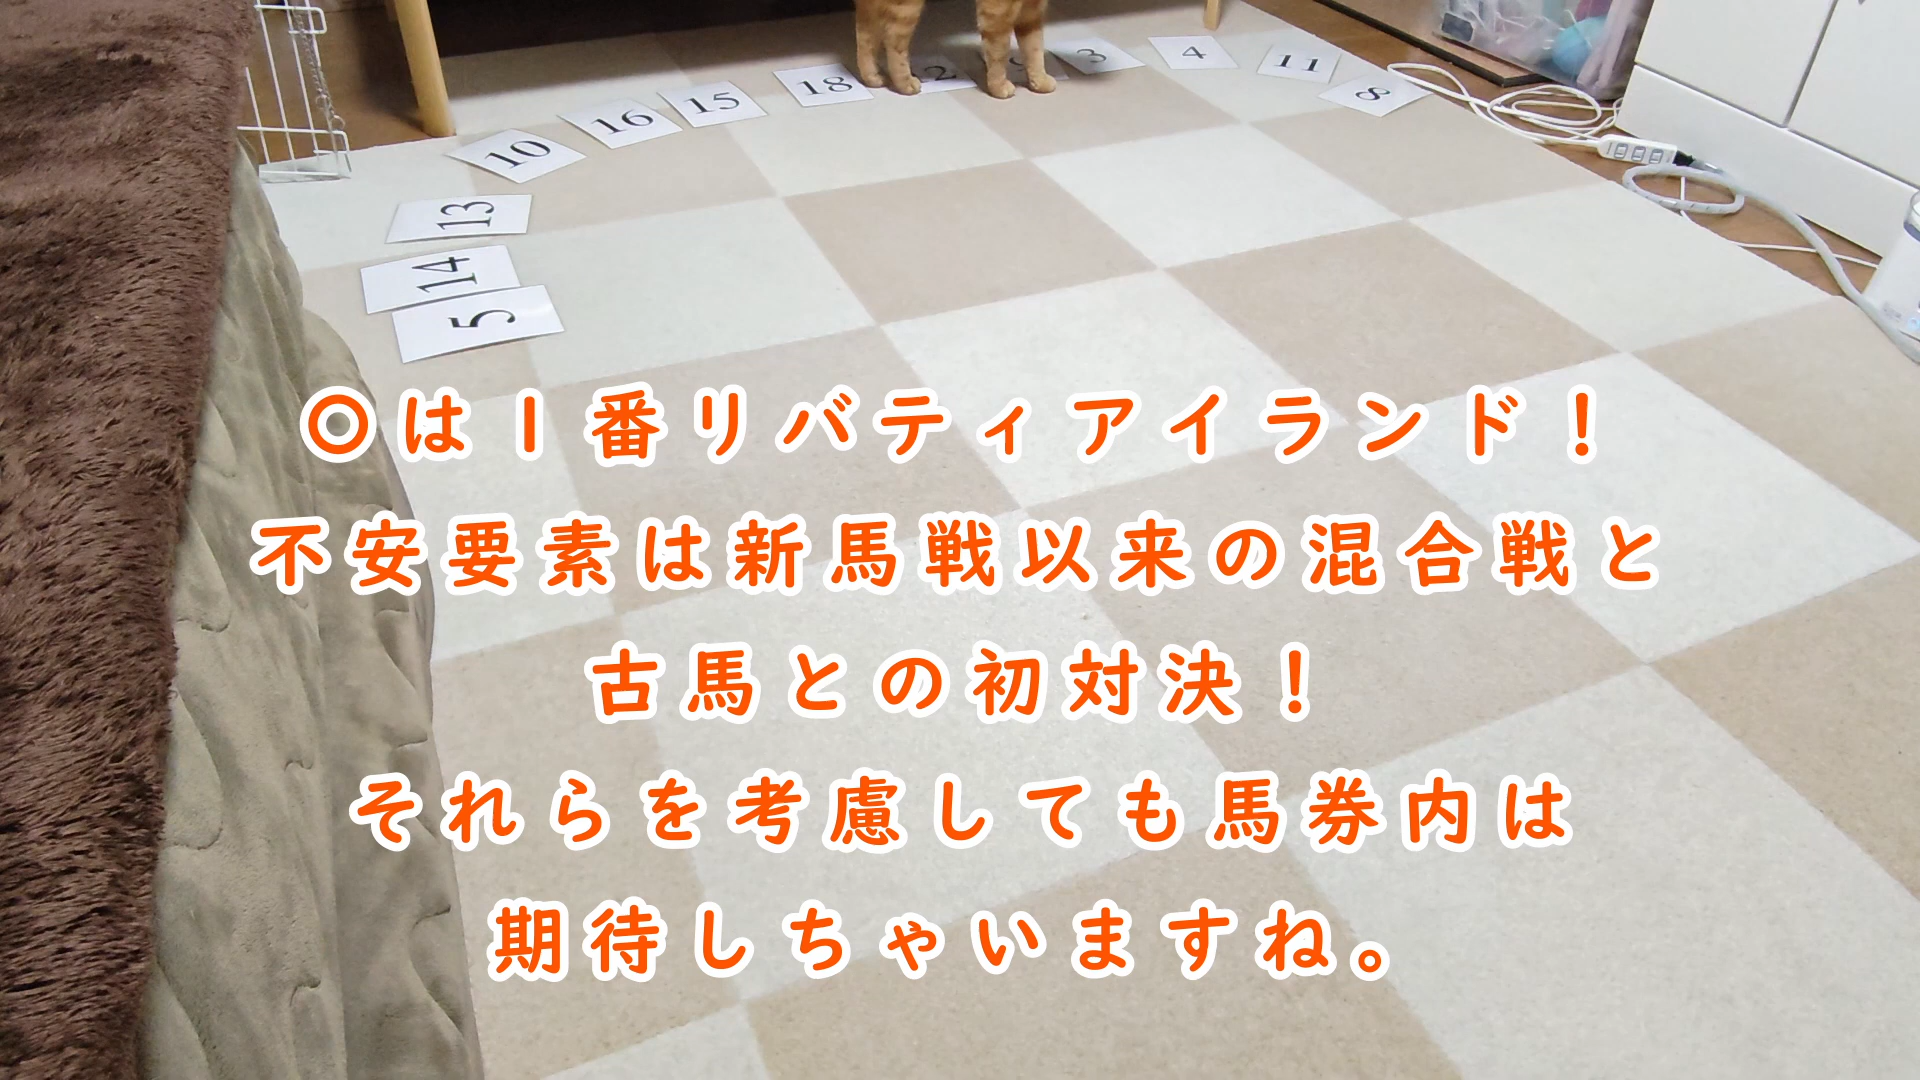 8
11
4
3
2
18
15
16
10
13
14
5
◎は1番リバティアイランド！
不安要素は新馬戦以来の混合戦と
古馬との初対決！
それらを考慮しても馬券内は
期待しちゃいますね。